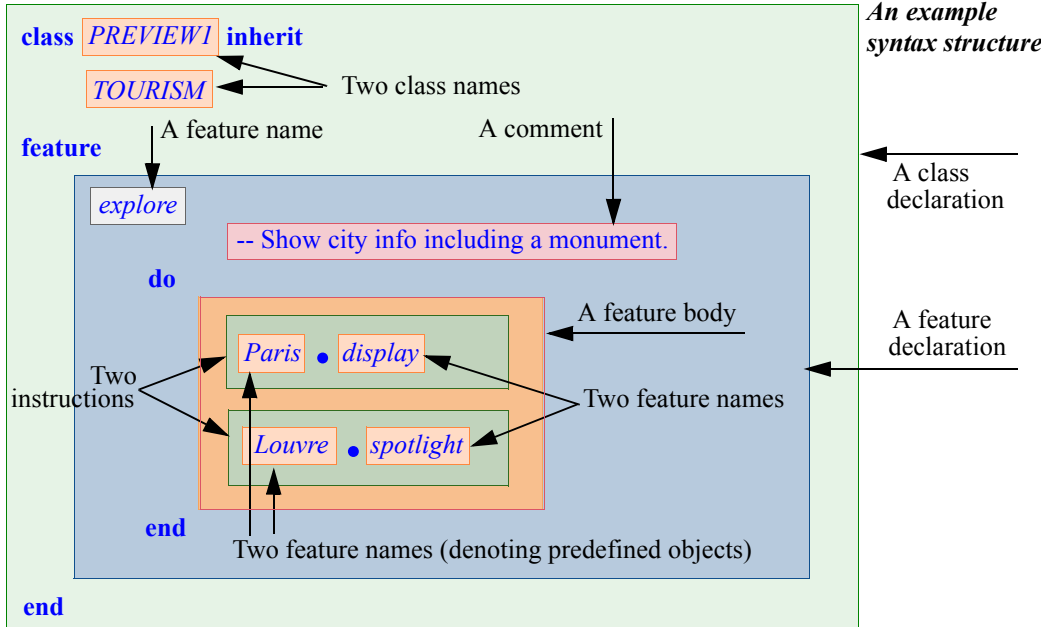 An example
syntax structure
class PREVIEW1 inherit
TOURISM
Two class names
A feature name
A comment
feature
A class
declaration
explore
-- Show city info including a monument.
do
A feature body
A feature
declaration
Paris • display
Two
instructions
Two feature names
Louvre • spotlight
end
Two feature names (denoting predefined objects)
end